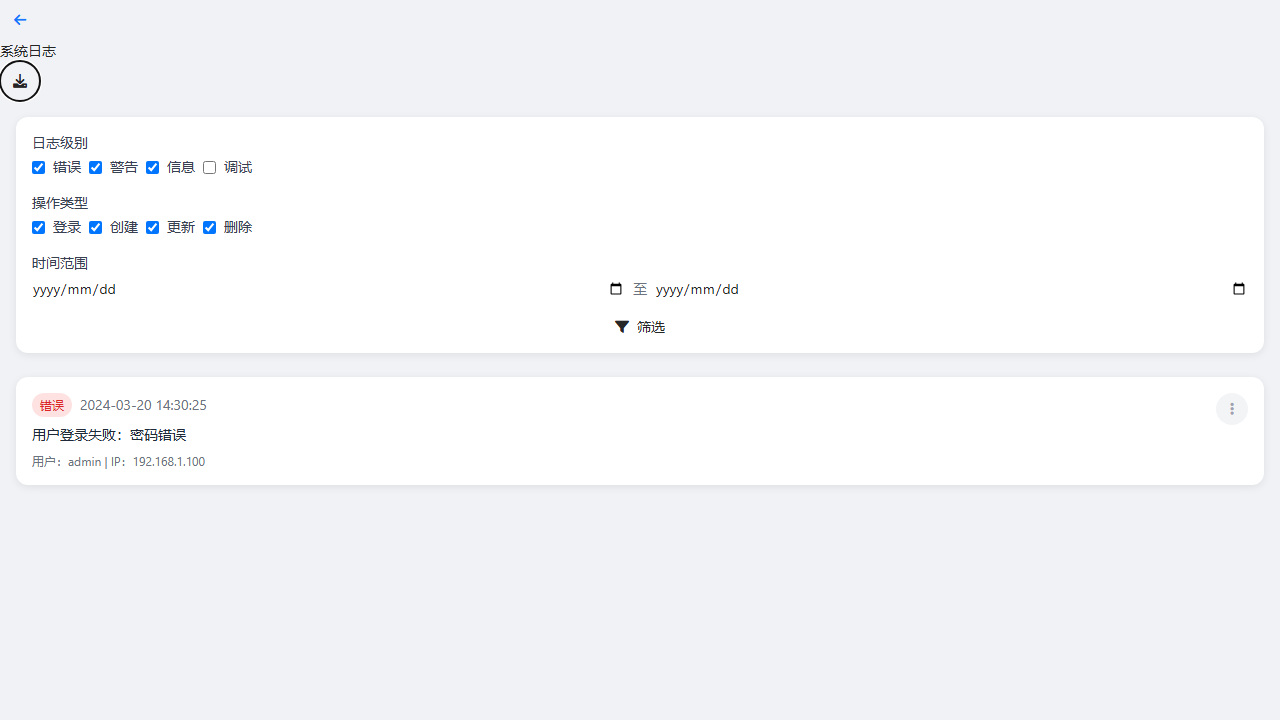 系统日志
日志级别
错误 警告 信息 调试
操作类型
登录 创建 更新 删除
时间范围
yyyy/mm/dd 至 yyyy/mm/dd
筛选
错误 2024-03-20 14:30:25
用户登录失败：密码错误
用户：admin | IP：192.168.1.100